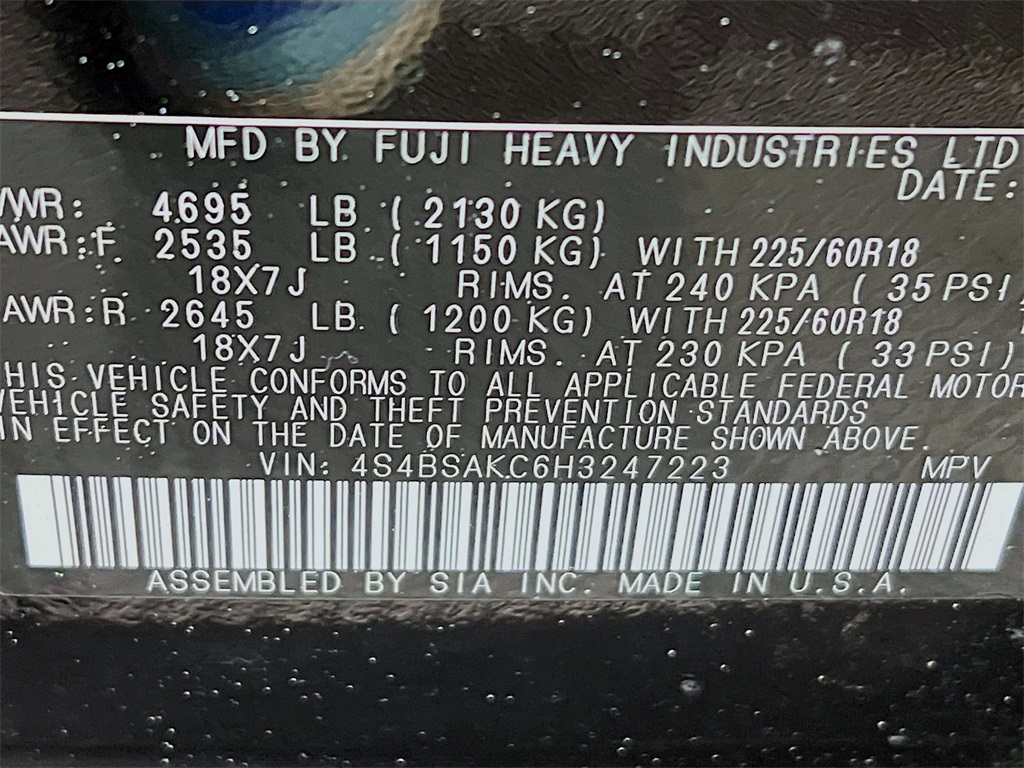 MFD BY FUJI HEAVY INDUSTRIES LTD
DATE:
VWR: 4695 LB ( 2130 KG)
AWR:F 2535 LB ( 1150 KG) WITH 225/60R18
18X7J RIMS. AT 240 KPA ( 35 PSI)
AWR:R 2645 LB. ( 1200 KG) WITH 225/60R18
18X7J RIMS. AT 230 KPA ( 33 PSI)
HIS VEHICLE CONFORMS TO ALL APPLICABLE FEDERAL MOTOR
VEHICLE SAFETY AND THEFT PREVENTION STANDARDS
IN EFFECT ON THE DATE OF MANUFACTURE SHOWN ABOVE.
VIN: 4S4BSAKC6H3247223 MPV
ASSEMBLED BY SIA INC. MADE IN U.S.A.